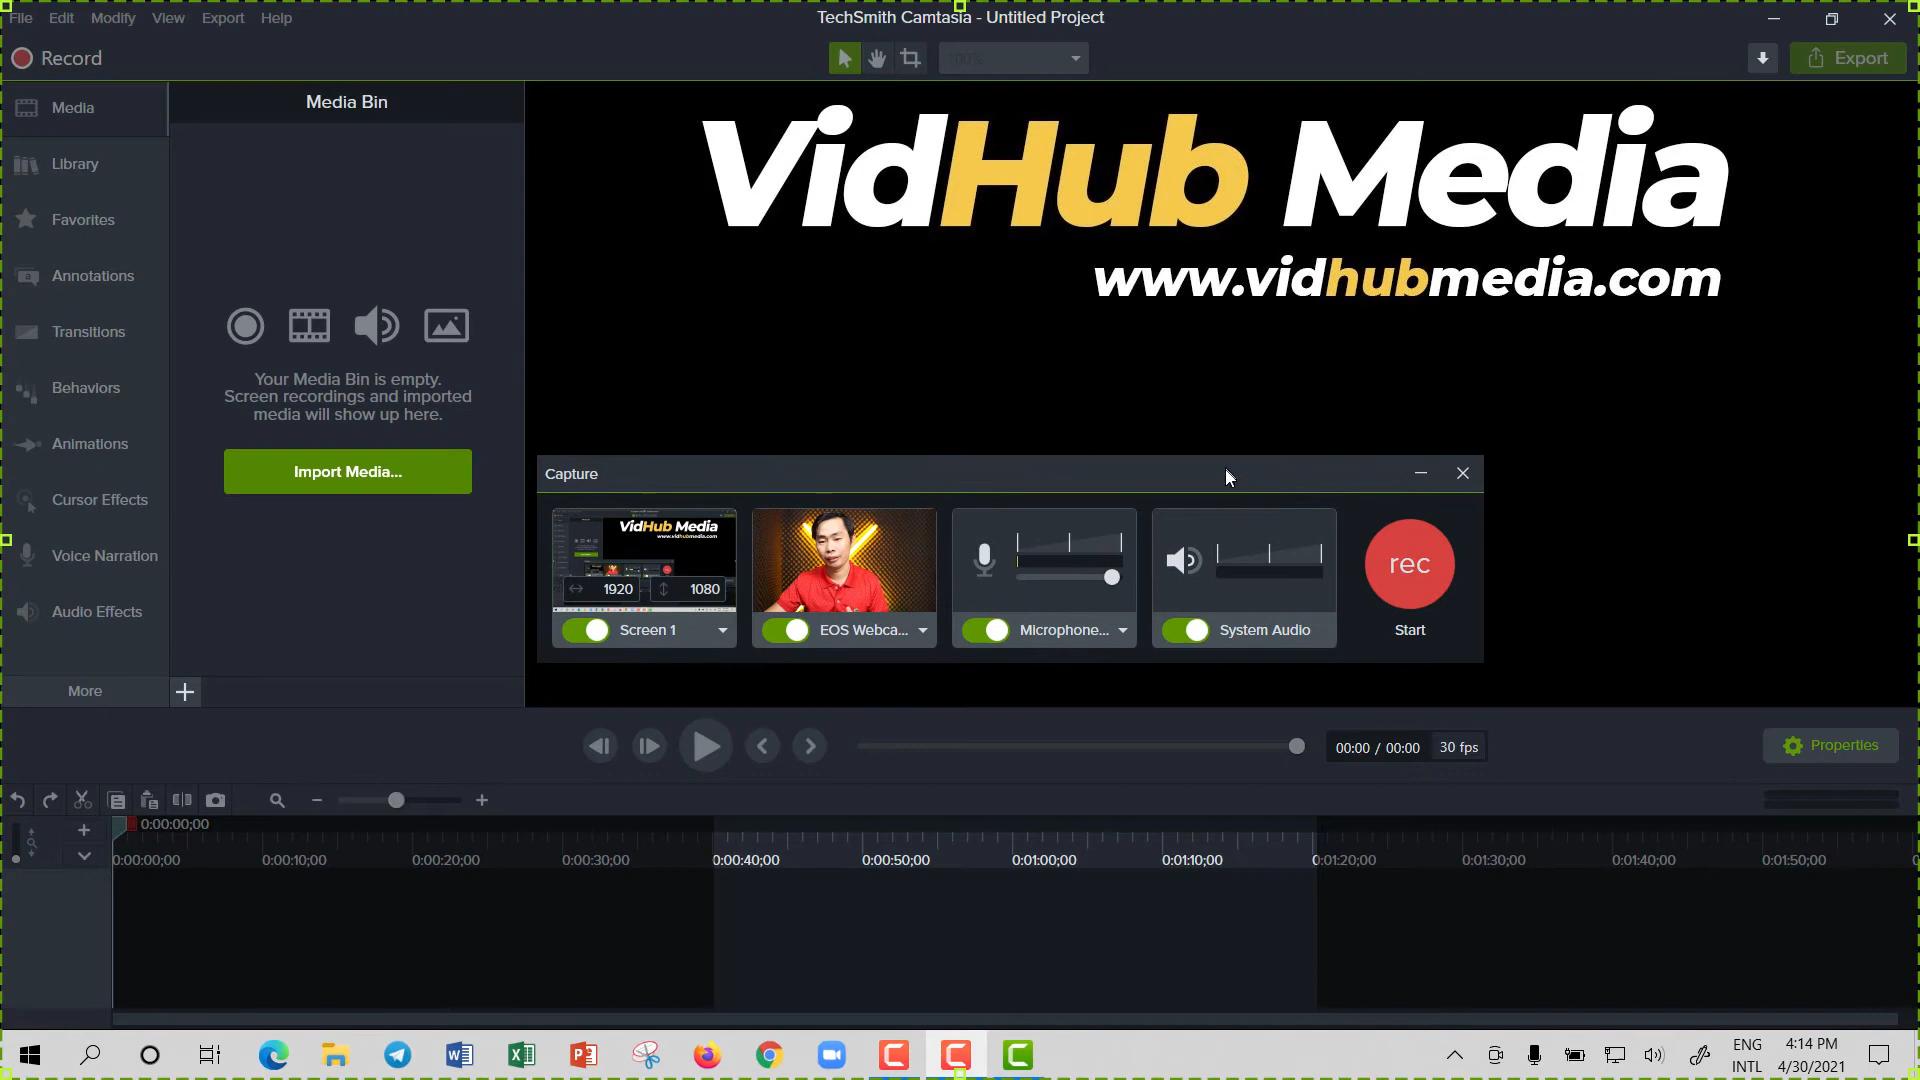 File Edit Modify View Export Help
TechSmith Camtasia - Untitled Project
Record
100%
Export
Media
Media Bin
Library
Favorites
Annotations
Transitions
Behaviors
Animations
Cursor Effects
Voice Narration
Audio Effects
More
Your Media Bin is empty.
Screen recordings and imported
media will show up here.
Import Media...
VidHub Media
www.vidhubmedia.com
Capture
VidHub Media
www.vidhubmedia.com
1920 1080
Screen 1
EOS Webca...
Microphone...
System Audio
rec
Start
00:00 / 00:00 30 fps
Properties
0:00:00;00
0:00:00;00 0:00:10;00 0:00:20;00 0:00:30;00 0:00:40;00 0:00:50;00 0:01:00;00 0:01:10;00 0:01:20;00 0:01:30;00 0:01:40;00 0:01:50;00
ENG
INTL
4:14 PM
4/30/2021